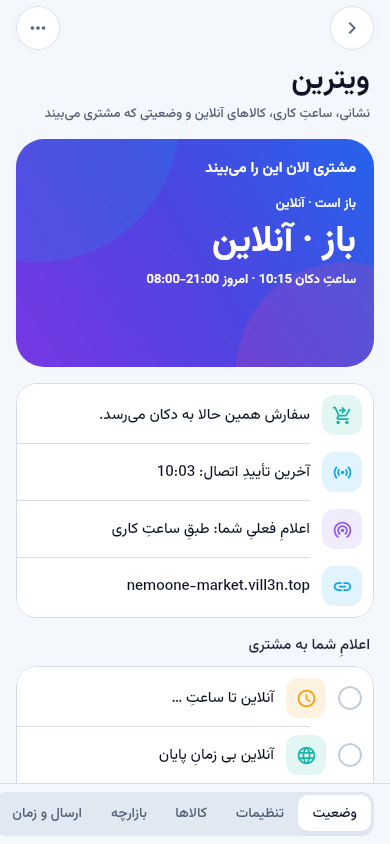 ویترین
نشانی، ساعتِ کاری، کالاهای آنلاین و وضعیتی که مشتری می‌بیند
مشتری الان این را می‌بیند
باز است · آنلاین
باز · آنلاین
ساعتِ دکان 10:15 · امروز 21:00–08:00
سفارش همین حالا به دکان می‌رسد.
آخرین تأییدِ اتصال: 10:03
اعلامِ فعلیِ شما: طبقِ ساعتِ کاری
nemoone-market.vill3n.top
اعلامِ شما به مشتری
آنلاین تا ساعتِ …
آنلاین بی زمانِ پایان
وضعیت تنظیمات کالاها بازارچه ارسال و زمان